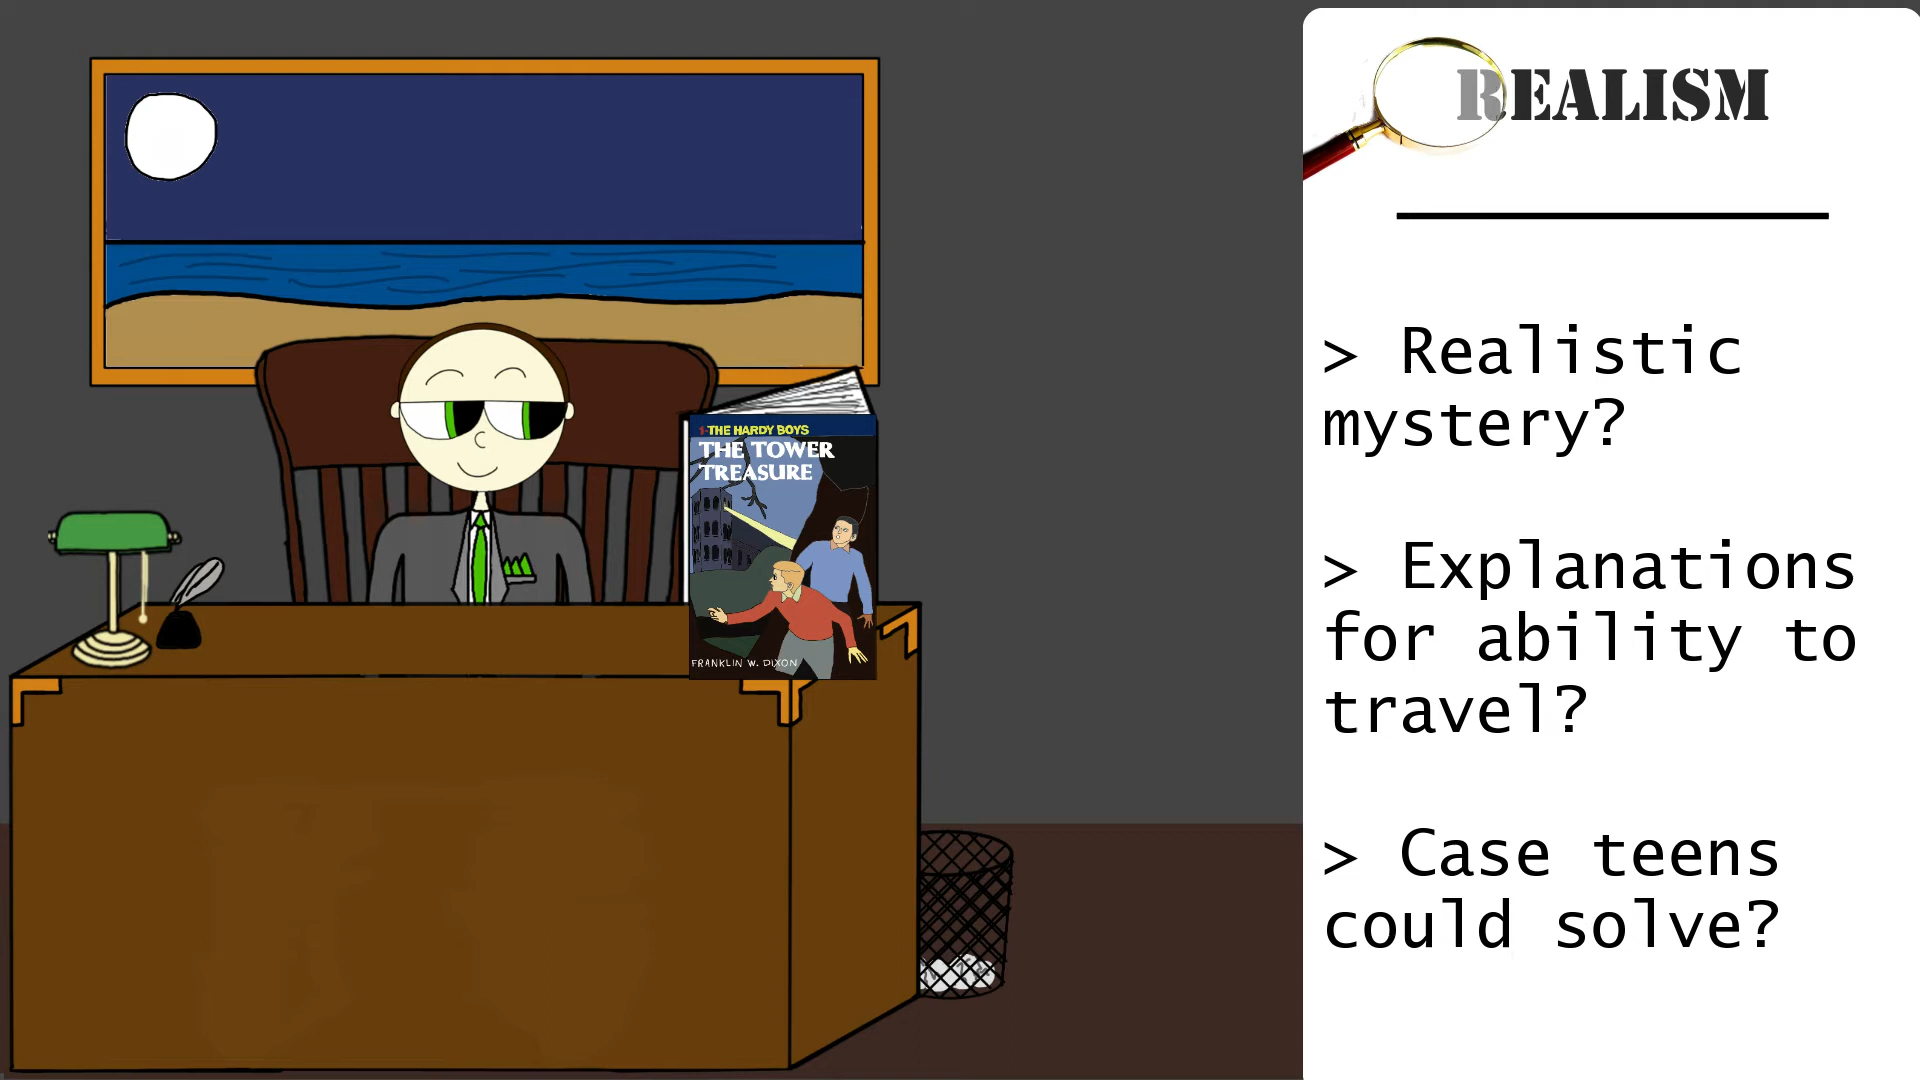 1-THE HARDY BOYS
THE TOWER
TREASURE
FRANKLIN W. DIXON
REALISM
> Realistic
mystery?
> Explanations
for ability to
travel?
> Case teens
could solve?